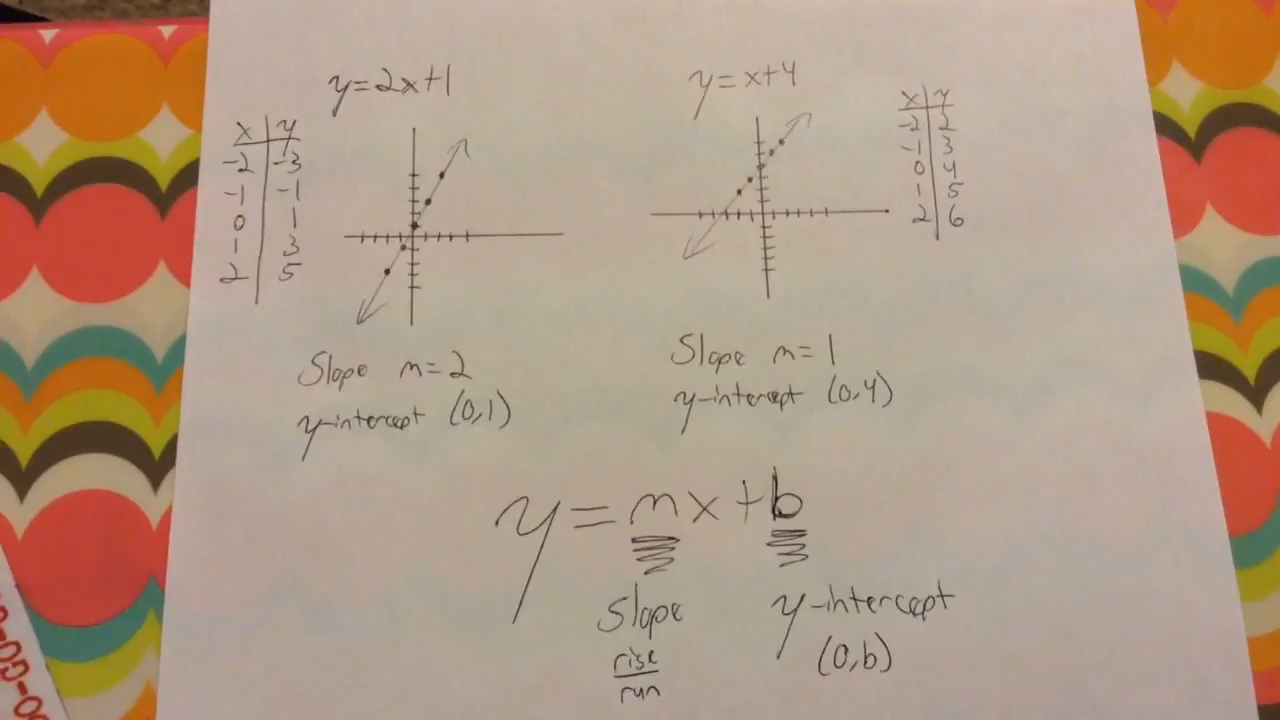 y=2x+1
x y
-2 -3
-1 -1
0 1
1 3
2 5
Slope m=2
y-intercept (0,1)
y=x+4
x y
-2 2
-1 3
0 4
1 5
2 6
Slope m=1
y-intercept (0,4)
y=mx+b
Slope
rise
run
y-intercept
(0,b)